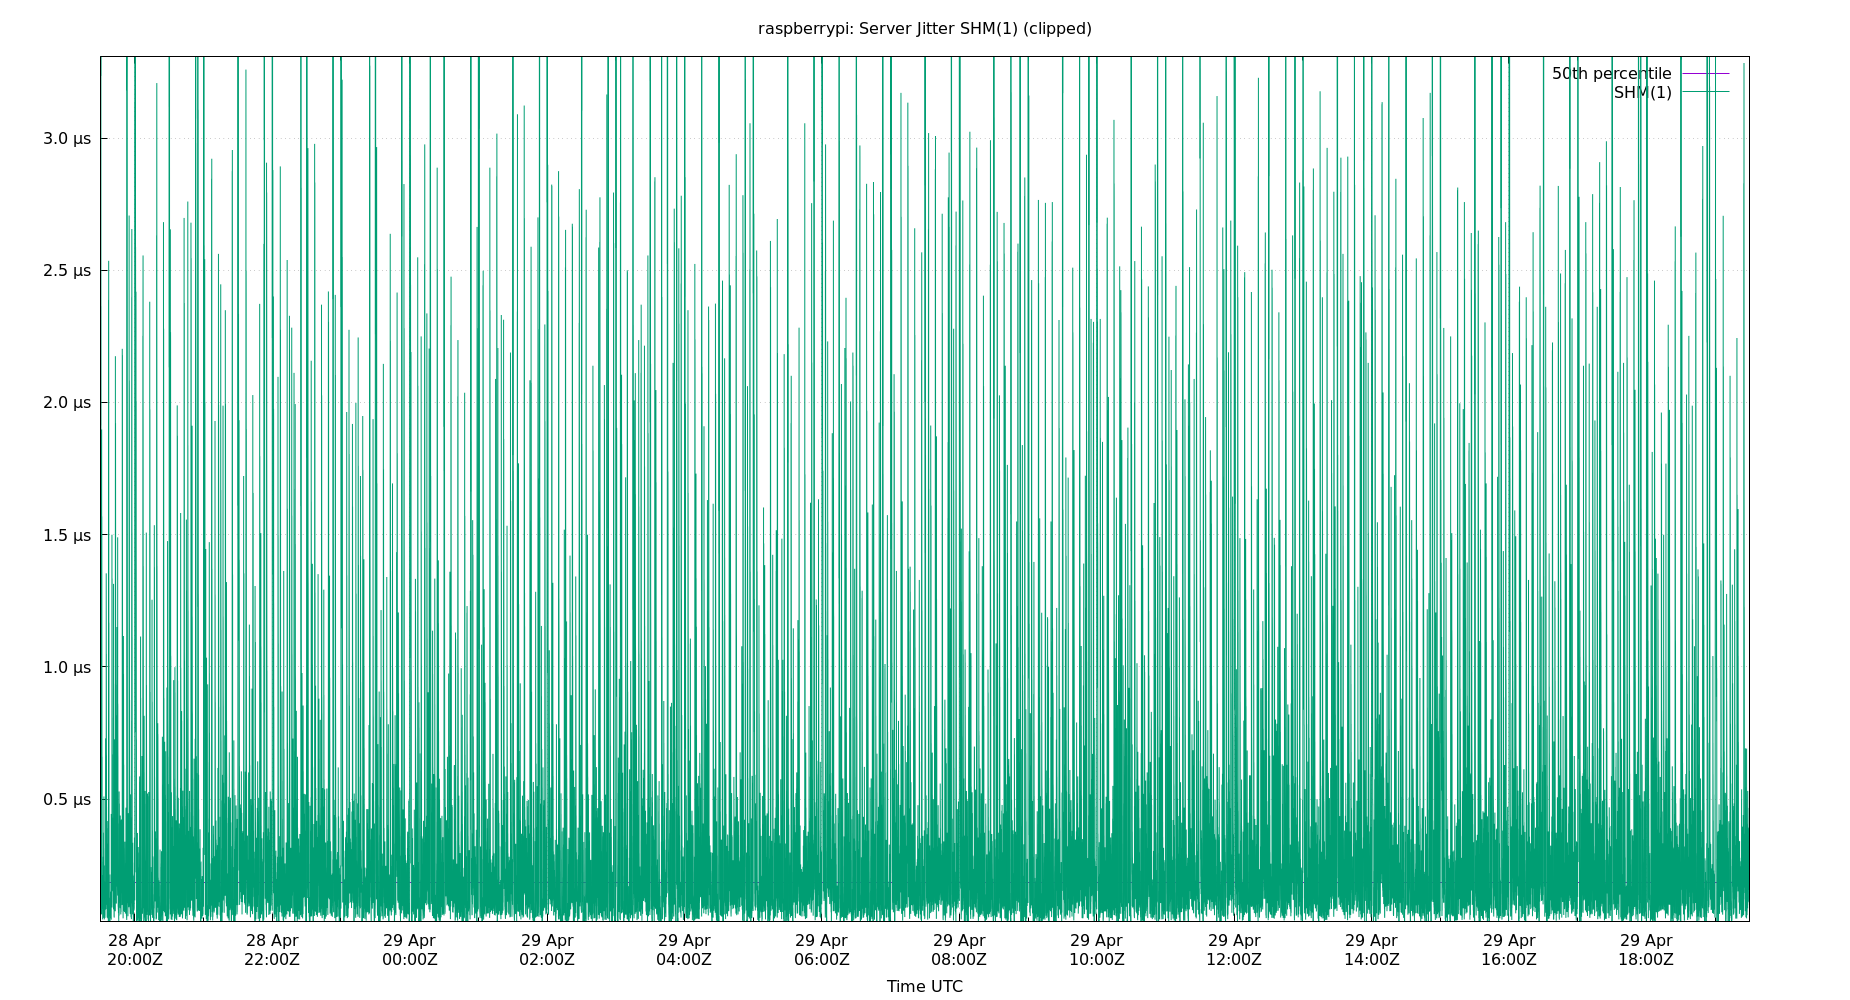 raspberrypi: Server Jitter SHM(1) (clipped)
50th percentile
SHM(1)
3.0 µs
2.5 µs
2.0 µs
1.5 µs
1.0 µs
0.5 µs
28 Apr 28 Apr 29 Apr 29 Apr 29 Apr 29 Apr 29 Apr 29 Apr 29 Apr 29 Apr 29 Apr 29 Apr
20:00Z 22:00Z 00:00Z 02:00Z 04:00Z 06:00Z 08:00Z 10:00Z 12:00Z 14:00Z 16:00Z 18:00Z
Time UTC